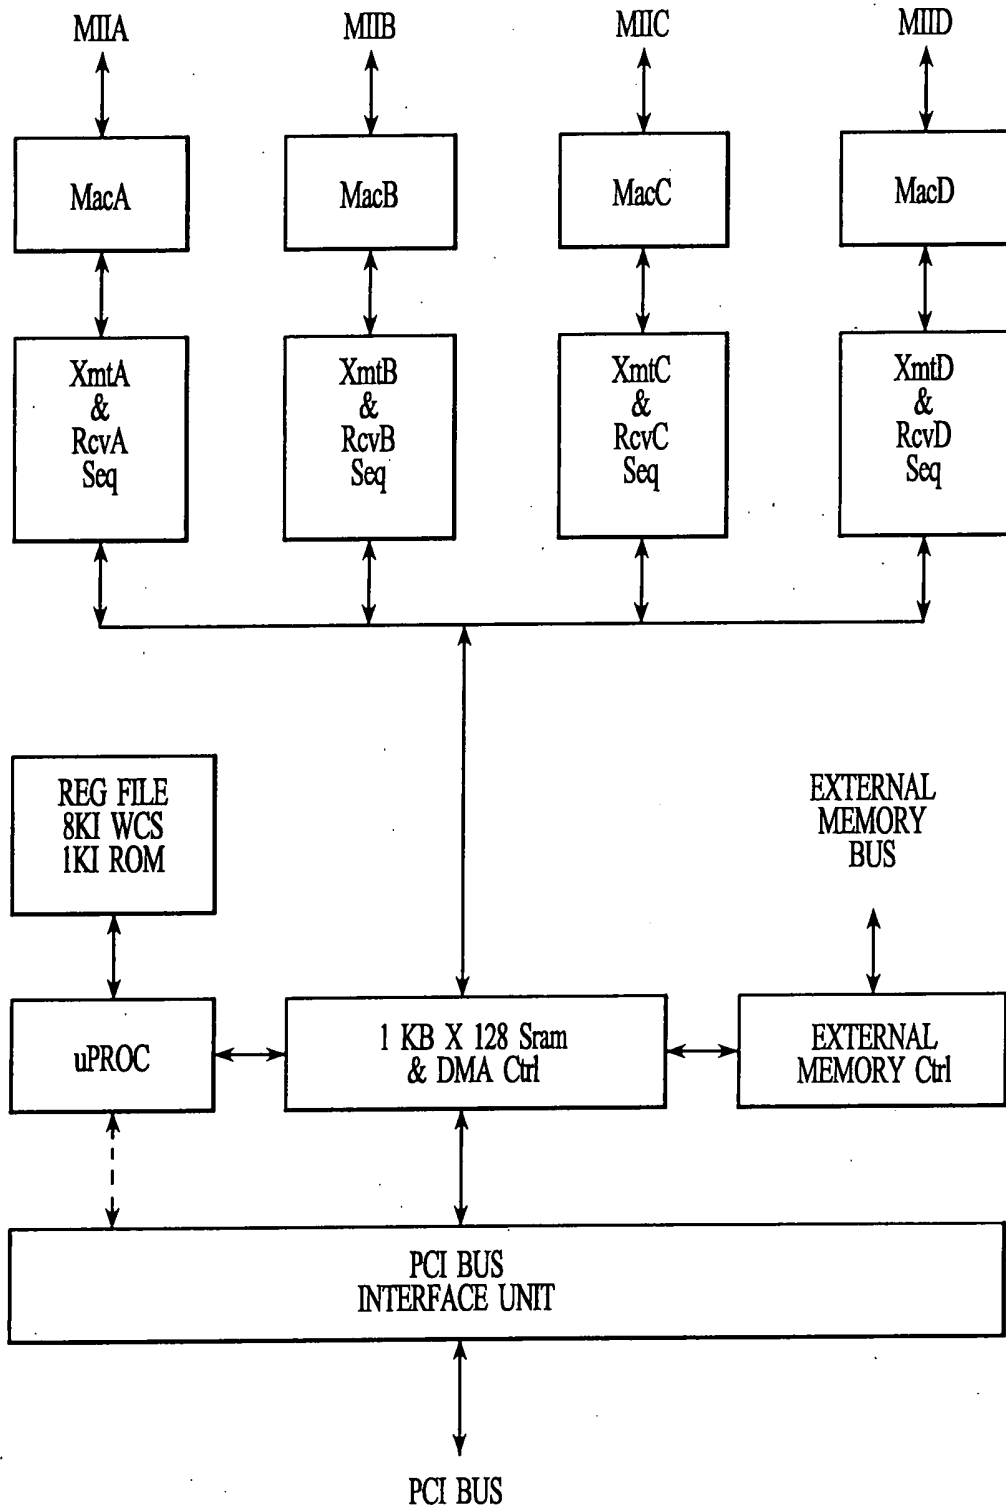 MIIA MIIB MIIC MIID
MacA MacB MacC MacD
XmtA
&
RcvA
Seq
XmtB
&
RcvB
Seq
XmtC
&
RcvC
Seq
XmtD
&
RcvD
Seq
REG FILE
8KI WCS
1KI ROM
EXTERNAL
MEMORY
BUS
uPROC
1 KB X 128 Sram
& DMA Ctrl
EXTERNAL
MEMORY Ctrl
PCI BUS
INTERFACE UNIT
PCI BUS